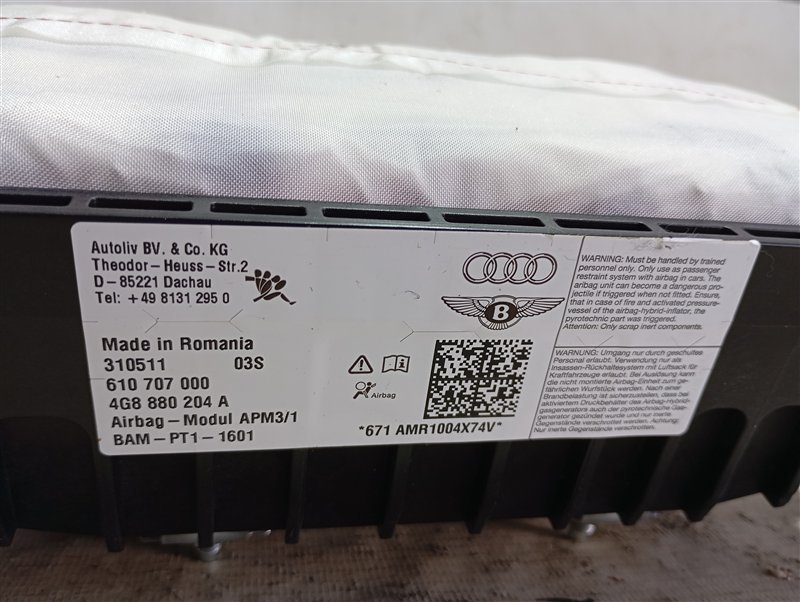 Autoliv BV. & Co. KG
Theodor-Heuss-Str.2
D-85221 Dachau
Tel: +49 8131 295 0
Made in Romania
310511 03S
610 707 000
4G8 880 204 A
Airbag-Modul APM3/1
BAM-PT1-1601
B
Airbag
*671 AMR1004X74V*
WARNING: Must be handled by trained
personnel only. Only use as passenger
restraint system with airbag in cars. The
aribag unit can become a dangerous pro-
jectile if triggered when not fitted. Ensure,
that in case of fire and activated pressure-
vessel of the airbag-hybrid-inflator, the
pyrotechnic part was triggered.
Attention: Only scrap inert components.
WARNUNG: Umgang nur durch geschultes
Personal erlaubt. Nur zu verwenden als
Insassen-Rückhaltesystem mit Luftsack für
Kraftfahrzeuge erlaubt. Bei Auslösung kann
die nicht montierte Airbag-Einheit zum ge-
fährlichen Wurfstück werden. Nach einer
Brandbelastung ist sicherzustellen, dass bei
aktiviertem Druckbehälter des Airbag-Hybrid-
gasgenerators auch der pyrotechnische Gas-
generator gezündet wurde und nur inerte
Gegenstände verschrottet werden. Achtung:
Nur inerte Gegenstände verschrotten.